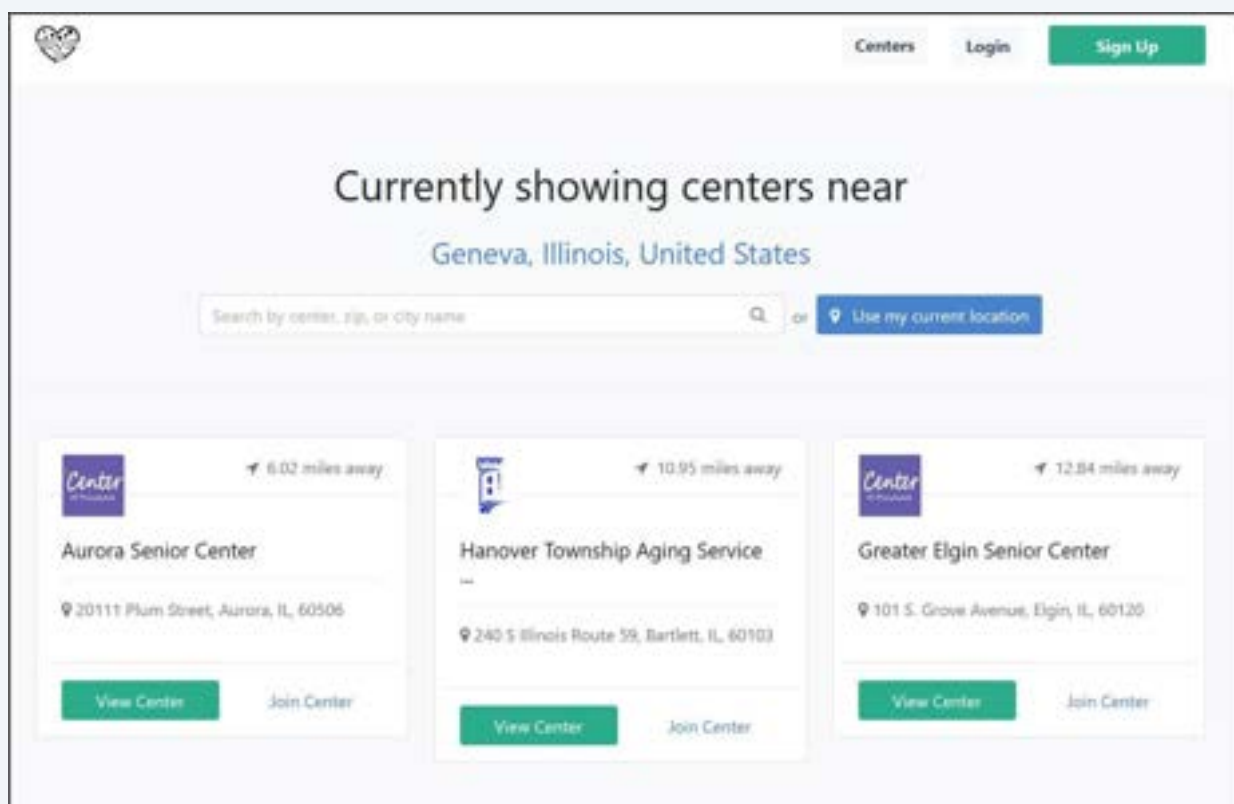 Centers
Login
Sign Up
Currently showing centers near
Geneva, Illinois, United States
Search by center, zip, or city name
or
Use my current location
Center
6.02 miles away
Aurora Senior Center
20111 Plum Street, Aurora, IL, 60506
View Center
Join Center
10.95 miles away
Hanover Township Aging Service
...
240 S Illinois Route 59, Bartlett, IL, 60103
View Center
Join Center
Center
12.84 miles away
Greater Elgin Senior Center
101 S. Grove Avenue, Elgin, IL, 60120
View Center
Join Center